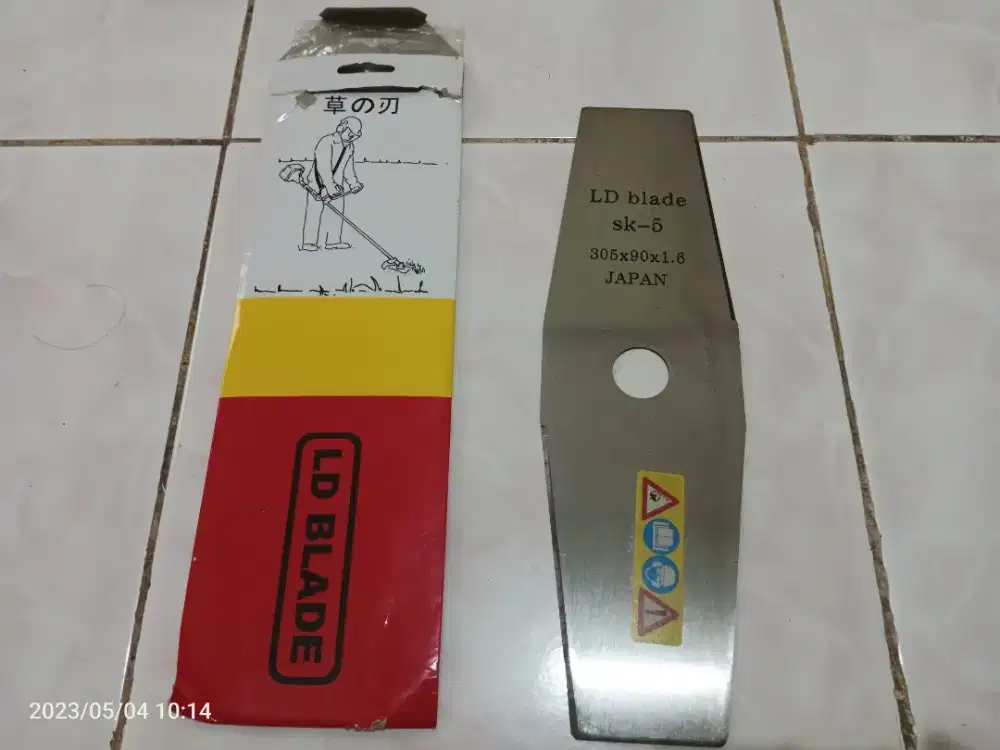 草の刃
LD BLADE
LD blade
sk-5
305x90x1.6
JAPAN
2023/05/04 10:14